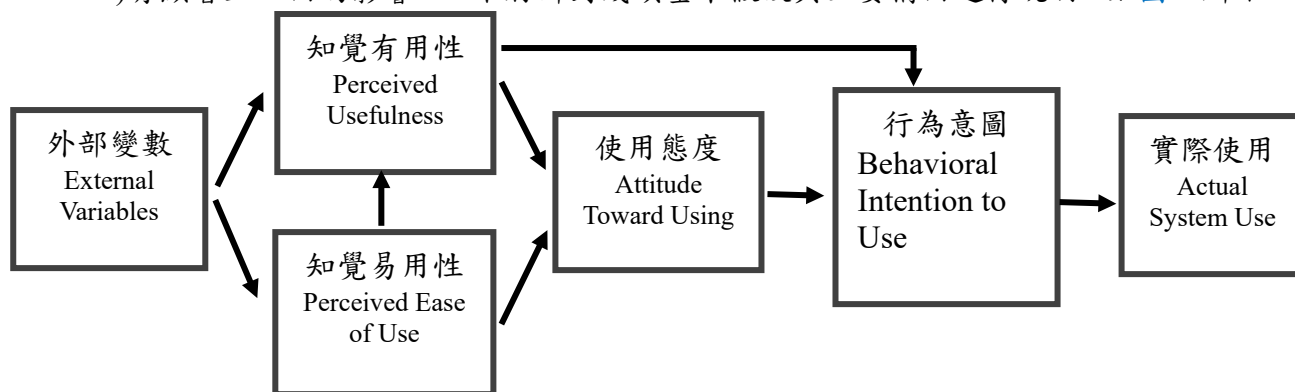 知覺有用性
Perceived
Usefulness
外部變數
External
Variables
使用態度
Attitude
Toward Using
行為意圖
Behavioral
Intention to
Use
實際使用
Actual
System Use
知覺易用性
Perceived Ease
of Use